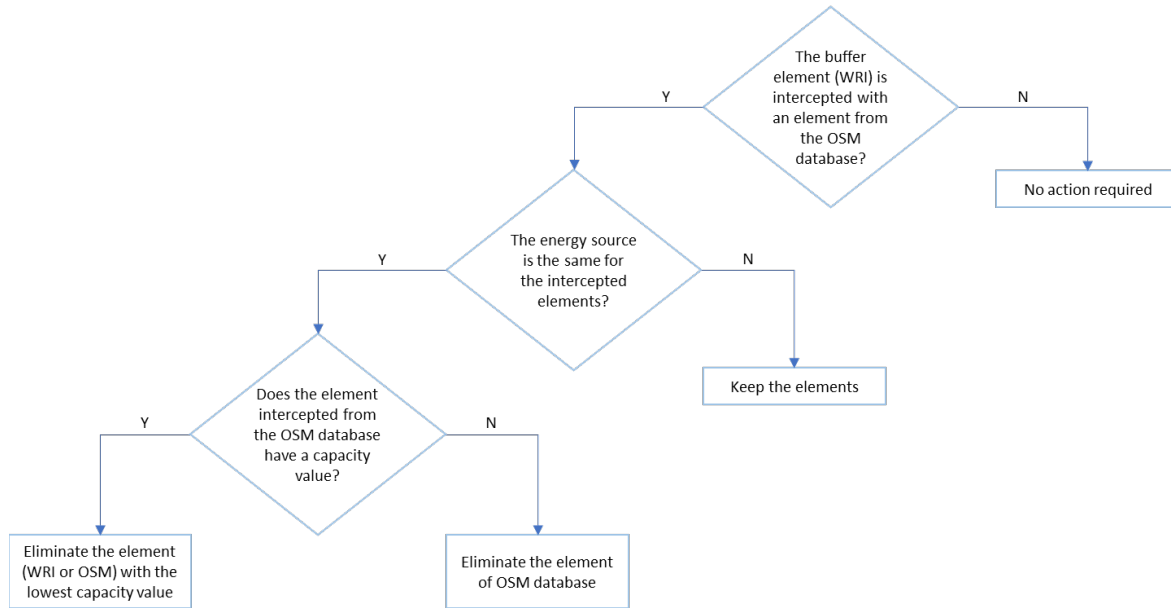 The buffer
element (WRI) is
intercepted with
an element from
the OSM
database?
Y
N
No action required
The energy source
is the same for
the intercepted
elements?
Y
N
Keep the elements
Does the element
intercepted from
the OSM database
have a capacity
value?
Y
N
Eliminate the element
(WRI or OSM) with the
lowest capacity value
Eliminate the element
of OSM database